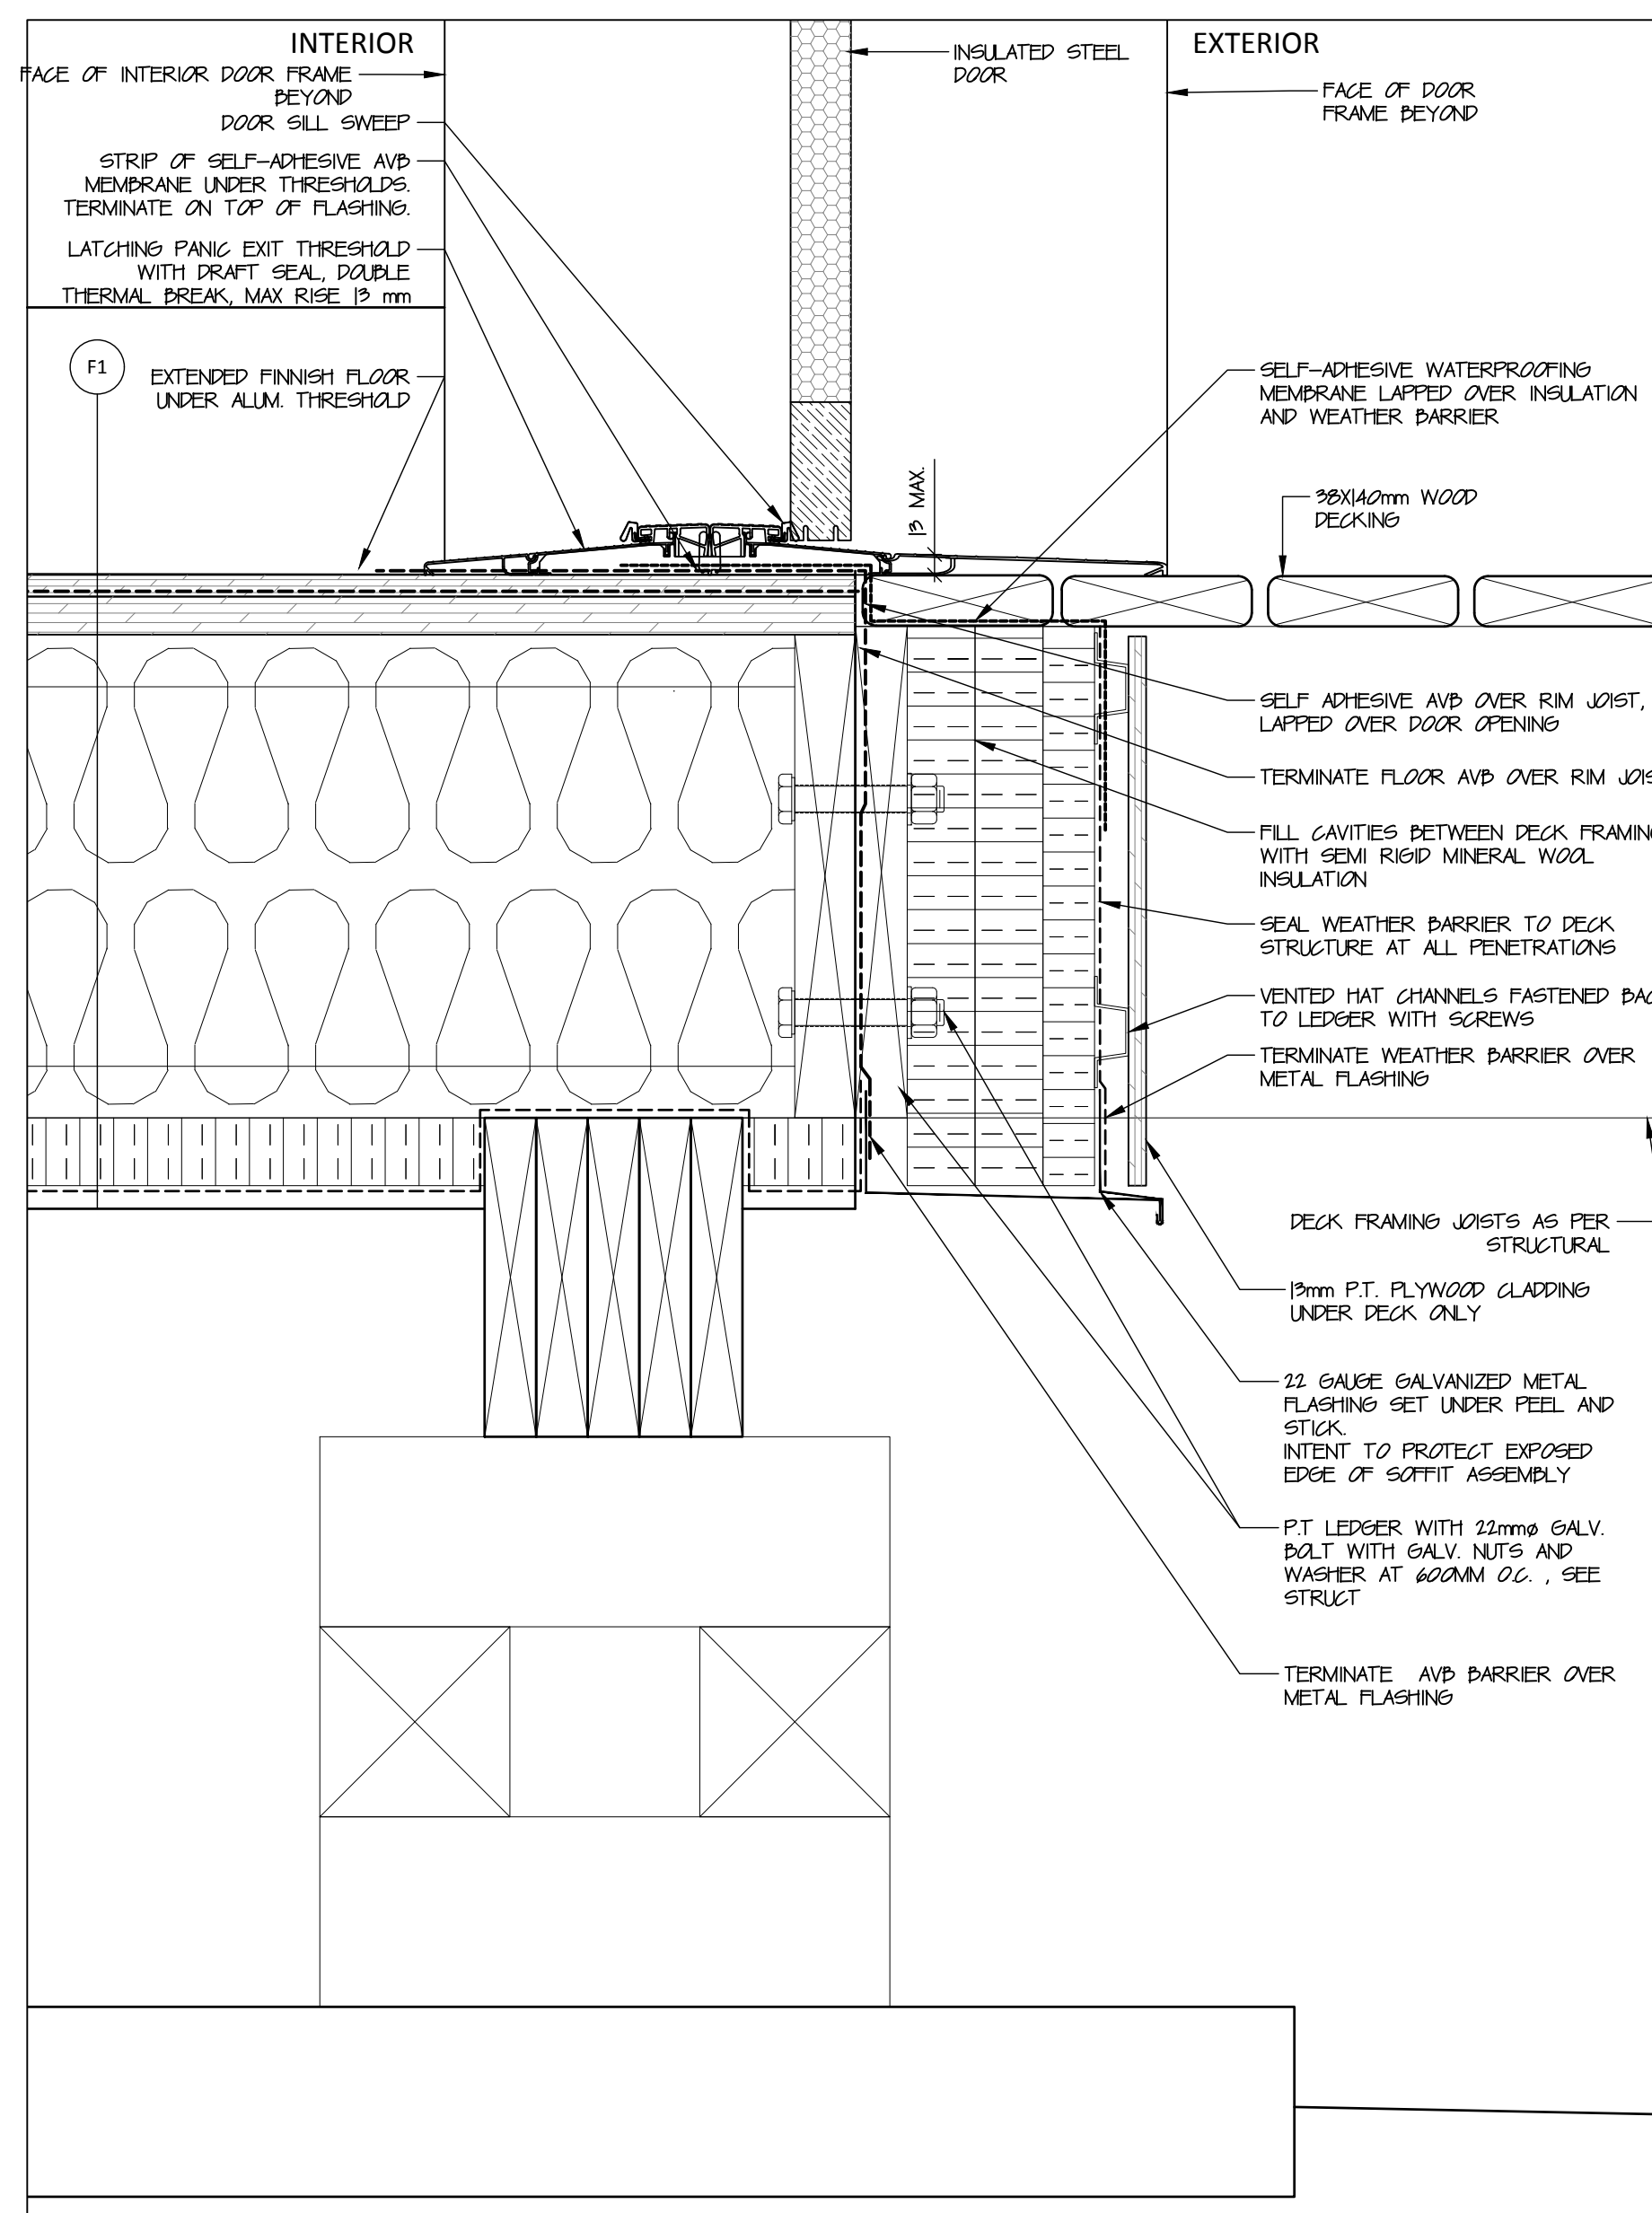 INTERIOR
FACE OF INTERIOR DOOR FRAME
BEYOND
DOOR SILL SWEEP
STRIP OF SELF-ADHESIVE AVB
MEMBRANE UNDER THRESHOLDS.
TERMINATE ON TOP OF FLASHING.
LATCHING PANIC EXIT THRESHOLD
WITH DRAFT SEAL, DOUBLE
THERMAL BREAK, MAX RISE 13 mm
F1
EXTENDED FINNISH FLOOR
UNDER ALUM. THRESHOLD
INSULATED STEEL
DOOR
EXTERIOR
FACE OF DOOR
FRAME BEYOND
13 MAX.
SELF-ADHESIVE WATERPROOFING
MEMBRANE LAPPED OVER INSULATION
AND WEATHER BARRIER
38X140mm WOOD
DECKING
SELF ADHESIVE AVB OVER RIM JOIST,
LAPPED OVER DOOR OPENING
TERMINATE FLOOR AVB OVER RIM
FILL CAVITIES BETWEEN DECK
WITH SEMI RIGID MINERAL WOOL
INSULATION
SEAL WEATHER BARRIER TO DECK
STRUCTURE AT ALL PENETRATIONS
VENTED HAT CHANNELS FASTENED
TO LEDGER WITH SCREWS
TERMINATE WEATHER BARRIER OVER
METAL FLASHING
DECK FRAMING JOISTS AS PER
STRUCTURAL
13mm P.T. PLYWOOD CLADDING
UNDER DECK ONLY
22 GAUGE GALVANIZED METAL
FLASHING SET UNDER PEEL AND
STICK.
INTENT TO PROTECT EXPOSED
EDGE OF SOFFIT ASSEMBLY
P.T LEDGER WITH 22mmø GALV.
BOLT WITH GALV. NUTS AND
WASHER AT 600MM O.C. , SEE
STRUCT
TERMINATE AVB BARRIER OVER
METAL FLASHING